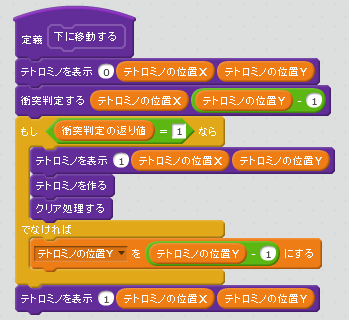 定義 下に移動する
テトロミノを表示 0 テトロミノの位置X テトロミノの位置Y
衝突判定する テトロミノの位置X テトロミノの位置Y - 1
もし 衝突判定の返り値 = 1 なら
テトロミノを表示 1 テトロミノの位置X テトロミノの位置Y
テトロミノを作る
クリア処理する
でなければ
テトロミノの位置Y を テトロミノの位置Y - 1 にする
テトロミノを表示 1 テトロミノの位置X テトロミノの位置Y